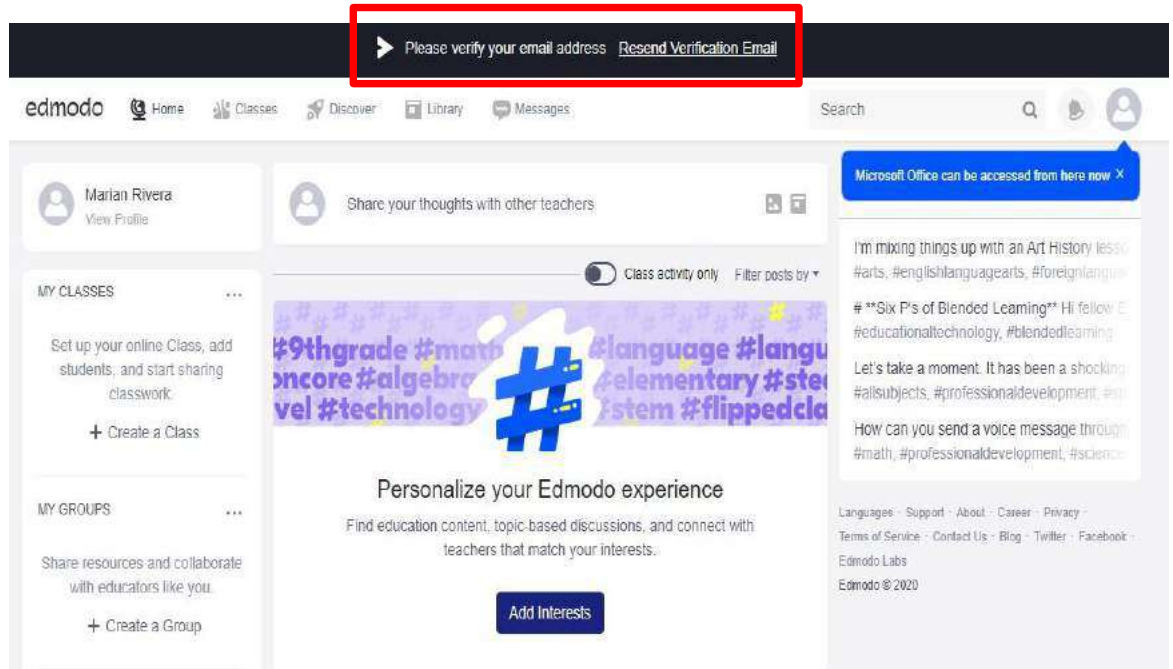 Please verify your email address Resend Verification Email
edmodo Home Classes Discover Library Messages Search
Microsoft Office can be accessed from here now ×
Marian Rivera
View Profile
MY CLASSES ...
Set up your online Class, add
students, and start sharing
classwork.
+ Create a Class
MY GROUPS ...
Share resources and collaborate
with educators like you.
+ Create a Group
Share your thoughts with other teachers
Class activity only Filter posts by
#9thgrade #math #language #langu
oncore #algebra #elementary #ste
vel #technology #stem #flippedcla
#
Personalize your Edmodo experience
Find education content, topic-based discussions, and connect with
teachers that match your interests.
Add Interests
I'm mixing things up with an Art History
#arts, #englishlanguagearts,
# **Six P's of Blended Learning** Hi fellow E
#educationaltechnology, #blendedlearning
Let's take a moment. It has been a shocking
#allsubjects, #professionaldevelopment,
How can you send a voice message through
#math, #professionaldevelopment, #science
Languages · Support · About · Career · Privacy ·
Terms of Service · Contact Us · Blog · Twitter · Facebook ·
Edmodo Labs
Edmodo © 2020